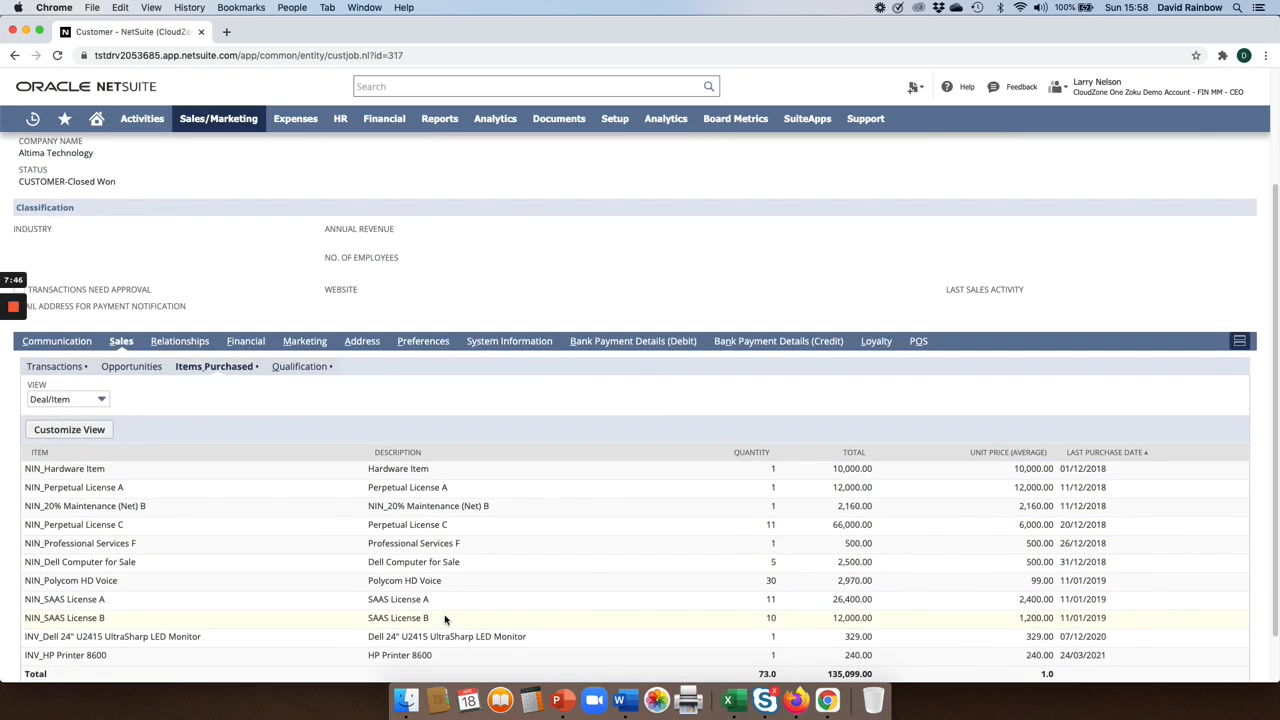 Chrome File Edit View History Bookmarks People Tab Window Help 100% Sun 15:58 David Rainbow
N Customer - NetSuite (CloudZo
tstdrv2053685.app.netsuite.com/app/common/entity/custjob.nl?id=317 D
ORACLE NETSUITE Search Help Feedback Larry Nelson
CloudZone One Zoku Demo Account - FIN MM - CEO
Activities Sales/Marketing Expenses HR Financial Reports Analytics Documents Setup Analytics Board Metrics SuiteApps Support
COMPANY NAME
Altima Technology
STATUS
CUSTOMER-Closed Won
Classification
INDUSTRY ANNUAL REVENUE
NO. OF EMPLOYEES
7:46
TRANSACTIONS NEED APPROVAL WEBSITE LAST SALES ACTIVITY
AIL ADDRESS FOR PAYMENT NOTIFICATION
Communication Sales Relationships Financial Marketing Address Preferences System Information Bank Payment Details (Debit) Bank Payment Details (Credit) Loyalty POS
Transactions • Opportunities Items Purchased • Qualification •
VIEW
Deal/Item
Customize View
ITEM DESCRIPTION QUANTITY TOTAL UNIT PRICE (AVERAGE) LAST PURCHASE DATE ▲
NIN_Hardware Item Hardware Item 1 10,000.00 10,000.00 01/12/2018
NIN_Perpetual License A Perpetual License A 1 12,000.00 12,000.00 11/12/2018
NIN_20% Maintenance (Net) B NIN_20% Maintenance (Net) B 1 2,160.00 2,160.00 11/12/2018
NIN_Perpetual License C Perpetual License C 11 66,000.00 6,000.00 20/12/2018
NIN_Professional Services F Professional Services F 1 500.00 500.00 26/12/2018
NIN_Dell Computer for Sale Dell Computer for Sale 5 2,500.00 500.00 31/12/2018
NIN_Polycom HD Voice Polycom HD Voice 30 2,970.00 99.00 11/01/2019
NIN_SAAS License A SAAS License A 11 26,400.00 2,400.00 11/01/2019
NIN_SAAS License B SAAS License B 10 12,000.00 1,200.00 11/01/2019
INV_Dell 24" U2415 UltraSharp LED Monitor Dell 24" U2415 UltraSharp LED Monitor 1 329.00 329.00 07/12/2020
INV_HP Printer 8600 HP Printer 8600 1 240.00 240.00 24/03/2021
Total 73.0 135,099.00 1.0
APR 18